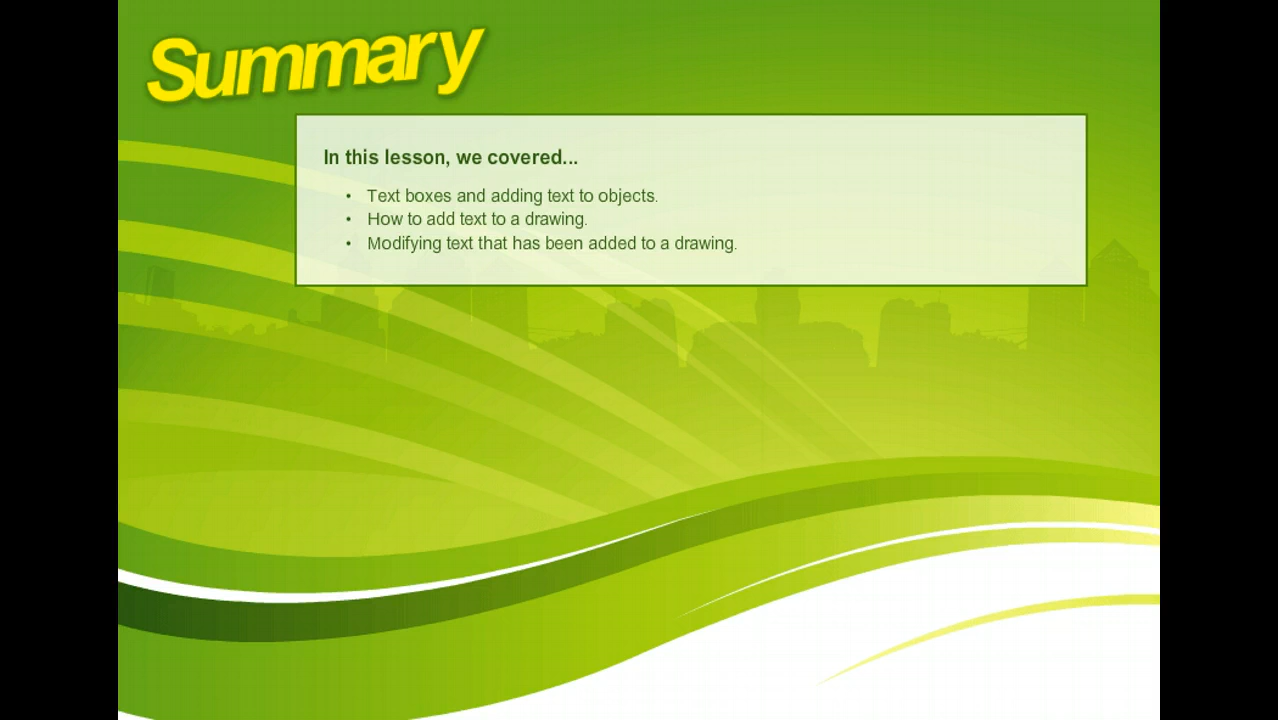 Summary
In this lesson, we covered...
• Text boxes and adding text to objects.
• How to add text to a drawing.
• Modifying text that has been added to a drawing.